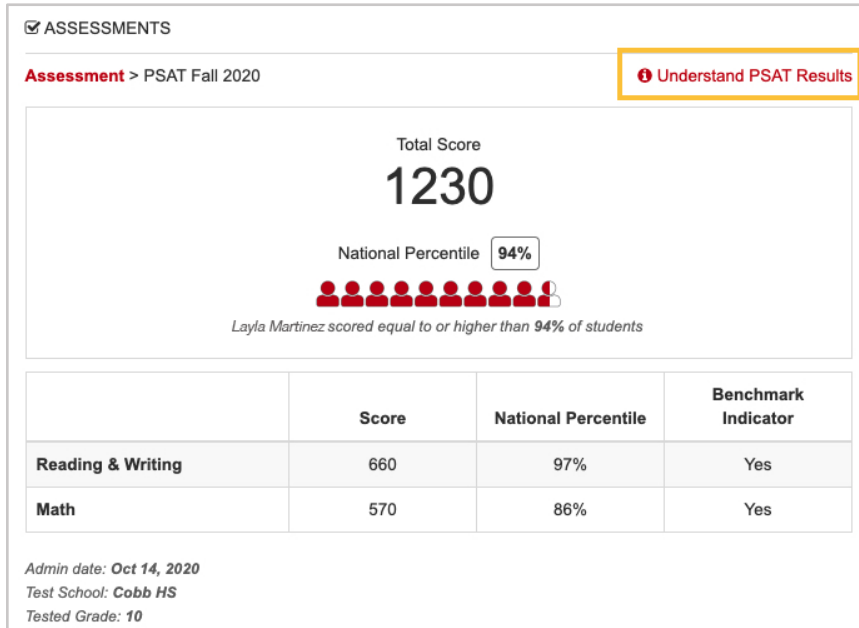 ASSESSMENTS
Assessment > PSAT Fall 2020
Understand PSAT Results
Total Score
1230
National Percentile 94%
Layla Martinez scored equal to or higher than 94% of students
Score National Percentile Benchmark Indicator
Reading & Writing 660 97% Yes
Math 570 86% Yes
Admin date: Oct 14, 2020
Test School: Cobb HS
Tested Grade: 10